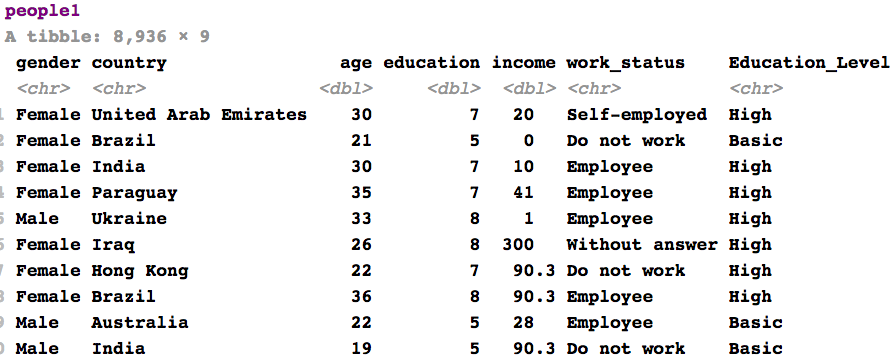 people1
A tibble: 8,936 × 9
gender country age education income work_status Education_Level
<chr> <chr> <dbl> <dbl> <dbl> <chr> <chr>
Female United Arab Emirates 30 7 20 Self-employed High
Female Brazil 21 5 0 Do not work Basic
Female India 30 7 10 Employee High
Female Paraguay 35 7 41 Employee High
Male Ukraine 33 8 1 Employee High
Female Iraq 26 8 300 Without answer High
Female Hong Kong 22 7 90.3 Do not work High
Female Brazil 36 8 90.3 Employee High
Male Australia 22 5 28 Employee Basic
Male India 19 5 90.3 Do not work Basic